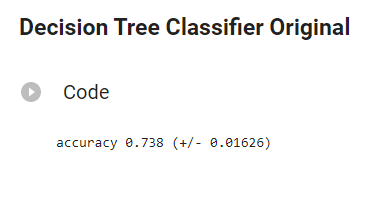 Decision Tree Classifier Original
Code
accuracy 0.738 (+/- 0.01626)